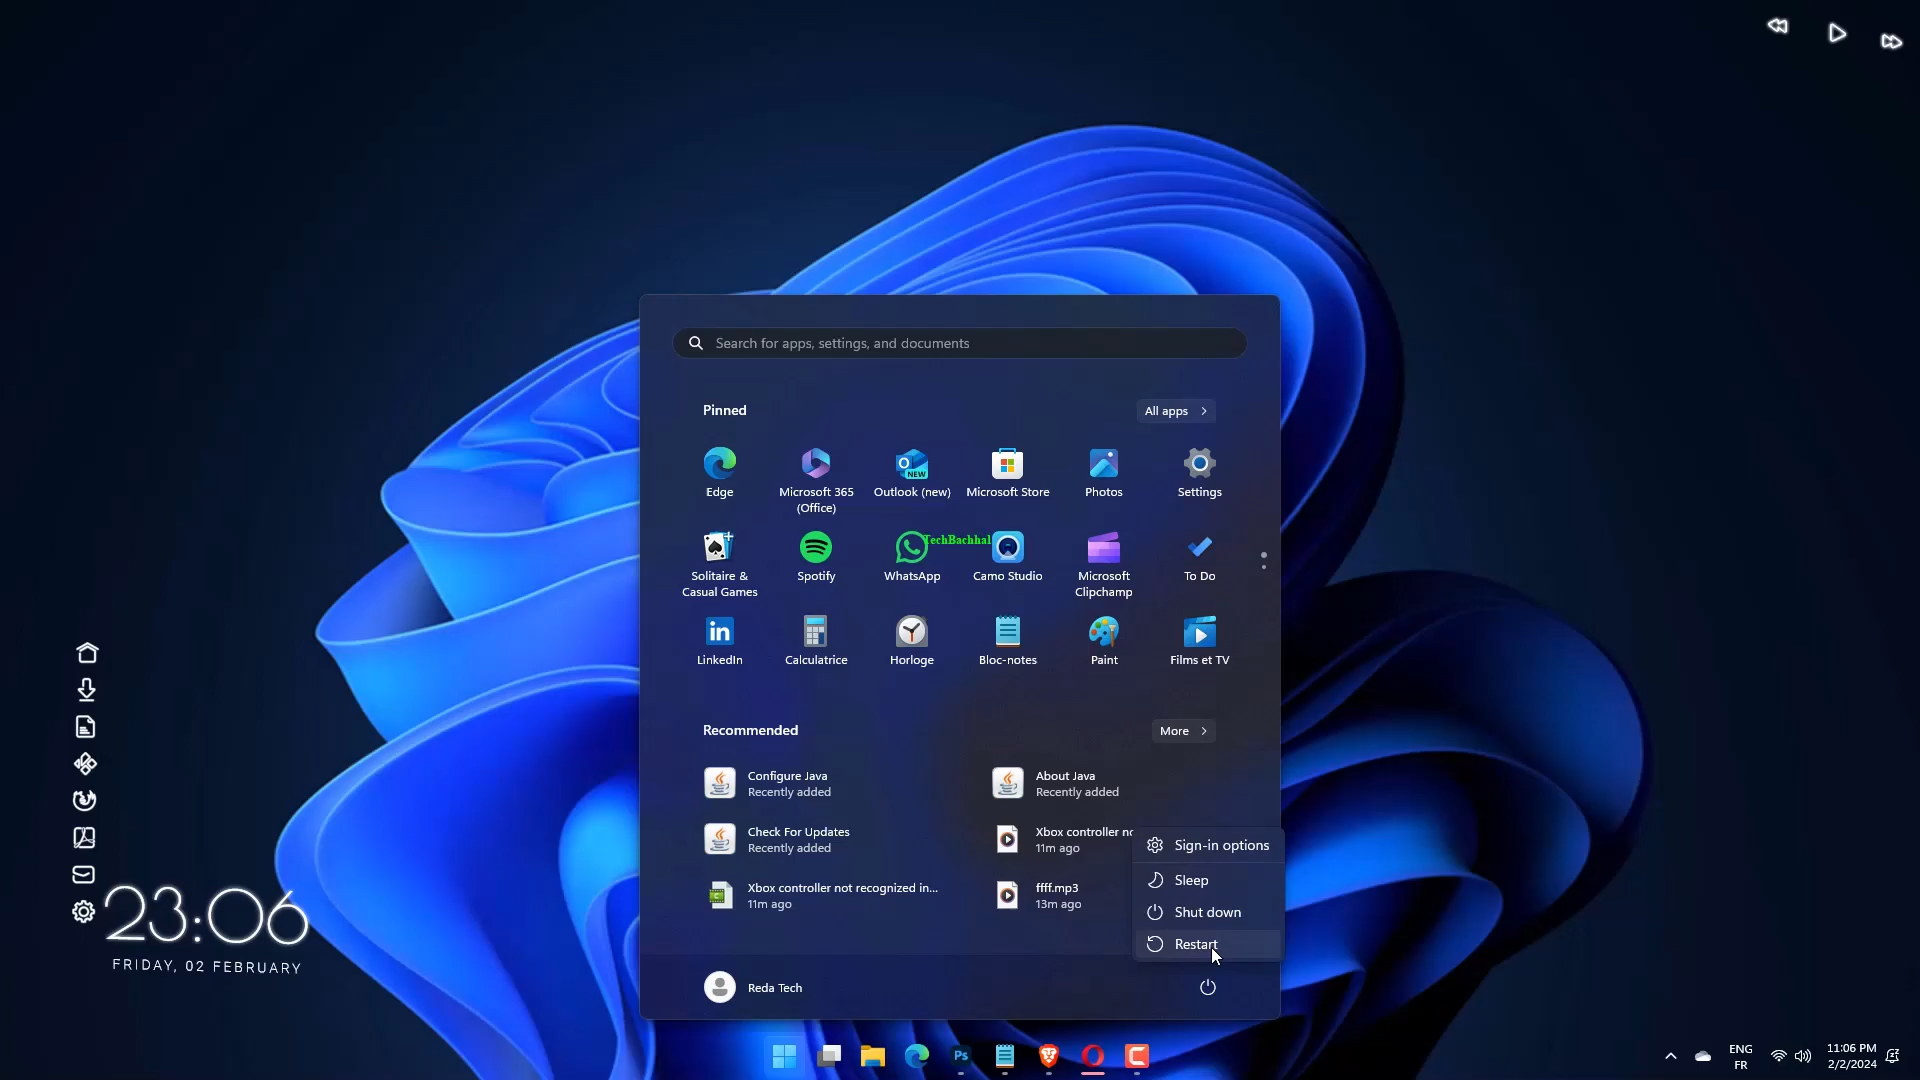 Search for apps, settings, and documents
Pinned
All apps
Edge
Microsoft 365
(Office)
Outlook (new)
Microsoft Store
Photos
Settings
TechBachhal
Solitaire &
Casual Games
Spotify
WhatsApp
Camo Studio
Microsoft
Clipchamp
To Do
LinkedIn
Calculatrice
Horloge
Bloc-notes
Paint
Films et TV
Recommended
More
Configure Java
Recently added
About Java
Recently added
Check For Updates
Recently added
Xbox controller
11m ago
Xbox controller not recognized in...
11m ago
ffff.mp3
13m ago
Sign-in options
Sleep
Shut down
Restart
Reda Tech
23:06
FRIDAY, 02 FEBRUARY
NEW
in
Ps
ENG
FR
11:06 PM
2/2/2024